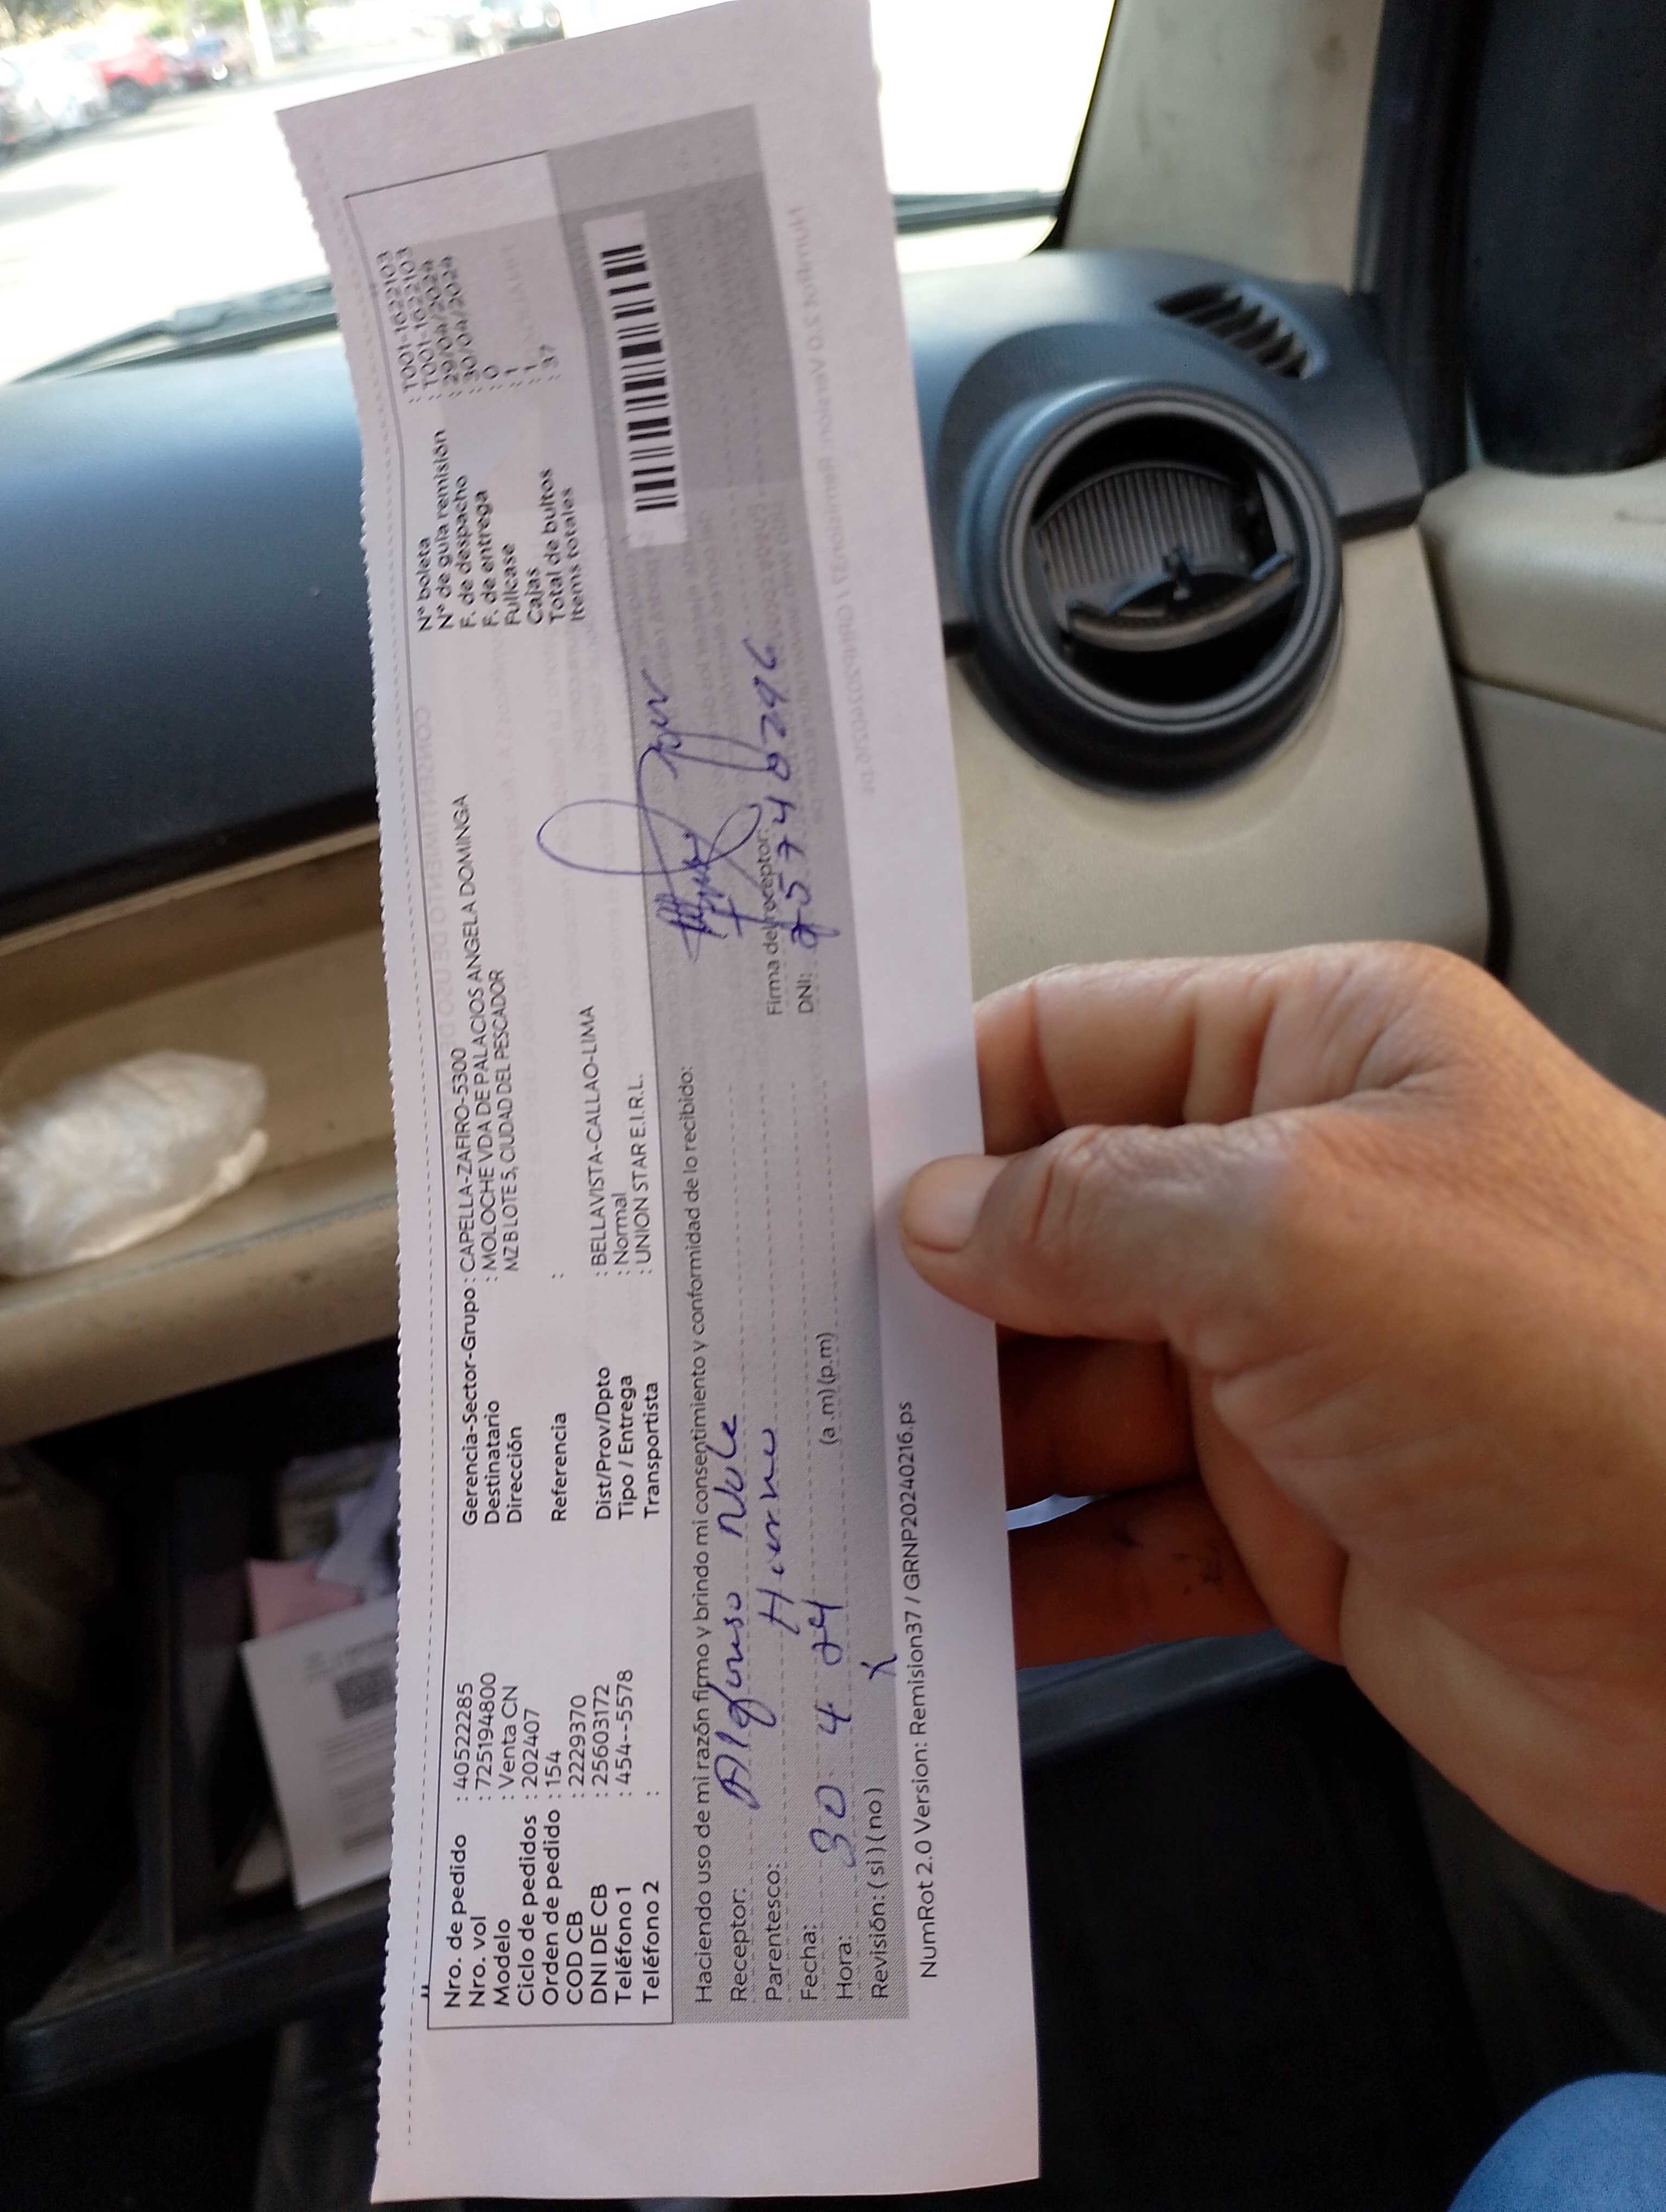 Nro. de pedido : 40522285
Nro. vol : 725194800
Modelo : Venta CN
Ciclo de pedidos : 202407
Orden de pedido : 154
COD CB : 2229370
DNI DE CB : 25603172
Teléfono 1 : 454--5578
Teléfono 2 :
Gerencia-Sector-Grupo : CAPELLA-ZAFIRO-5300
Destinatario : MOLOCHE VDA DE PALACIOS ANGELA DOMINGA
Dirección MZ B LOTE 5, CIUDAD DEL PESCADOR
Referencia :
Dist/Prov/Dpto : BELLAVISTA-CALLAO-LIMA
Tipo / Entrega : Normal
Transportista : UNION STAR E.I.R.L.
N° boleta : T001-1622103
N° de guía remisión : T001-1622103
F. de despacho : 29/04/2024
F. de entrega : 30/04/2024
Fullcase : 0
Cajas : 1
Total de bultos : 1
Items totales : 37
Haciendo uso de mi razón firmo y brindo mi consentimiento y conformidad de lo recibido:
Receptor: Alfonso
Parentesco:
Fecha: 30 4 24
Hora: (a .m) (p.m)
Revisión: ( si ) ( no ) X
Firma del receptor:
DNI:
NumRot 2.0 Version: Remision37 / GRNP20240216.ps